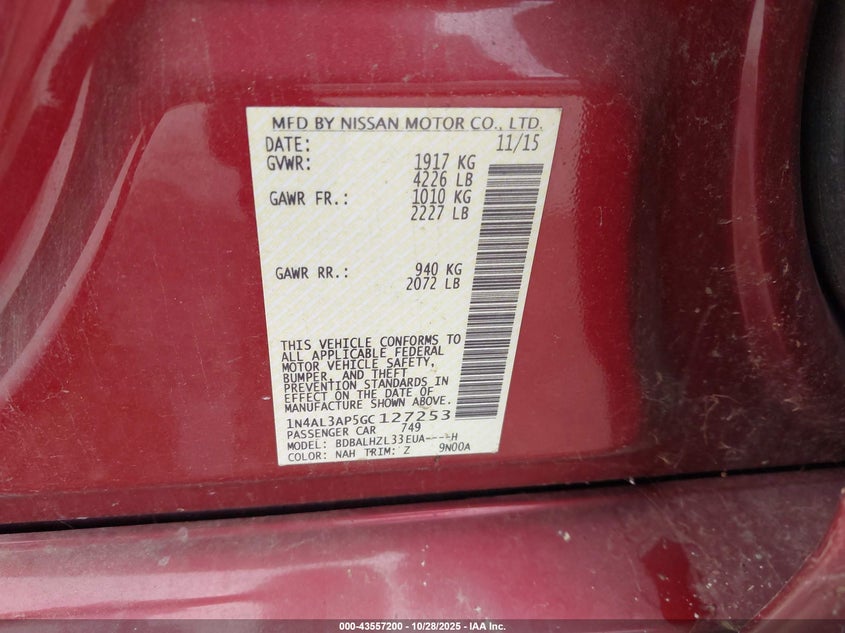 MFD BY NISSAN MOTOR CO., LTD.
DATE: 11/15
GVWR: 1917 KG
4226 LB
GAWR FR.: 1010 KG
2227 LB
GAWR RR.: 940 KG
2072 LB
THIS VEHICLE CONFORMS TO
ALL APPLICABLE FEDERAL
MOTOR VEHICLE SAFETY,
BUMPER, AND THEFT
PREVENTION STANDARDS IN
EFFECT ON THE DATE OF
MANUFACTURE SHOWN ABOVE.
1N4AL3AP5GC127253
PASSENGER CAR 749
MODEL: BDBALHZL33EUA----H
COLOR: NAH TRIM: Z 9N00A
000-43557200 - 10/28/2025 - IAA Inc.